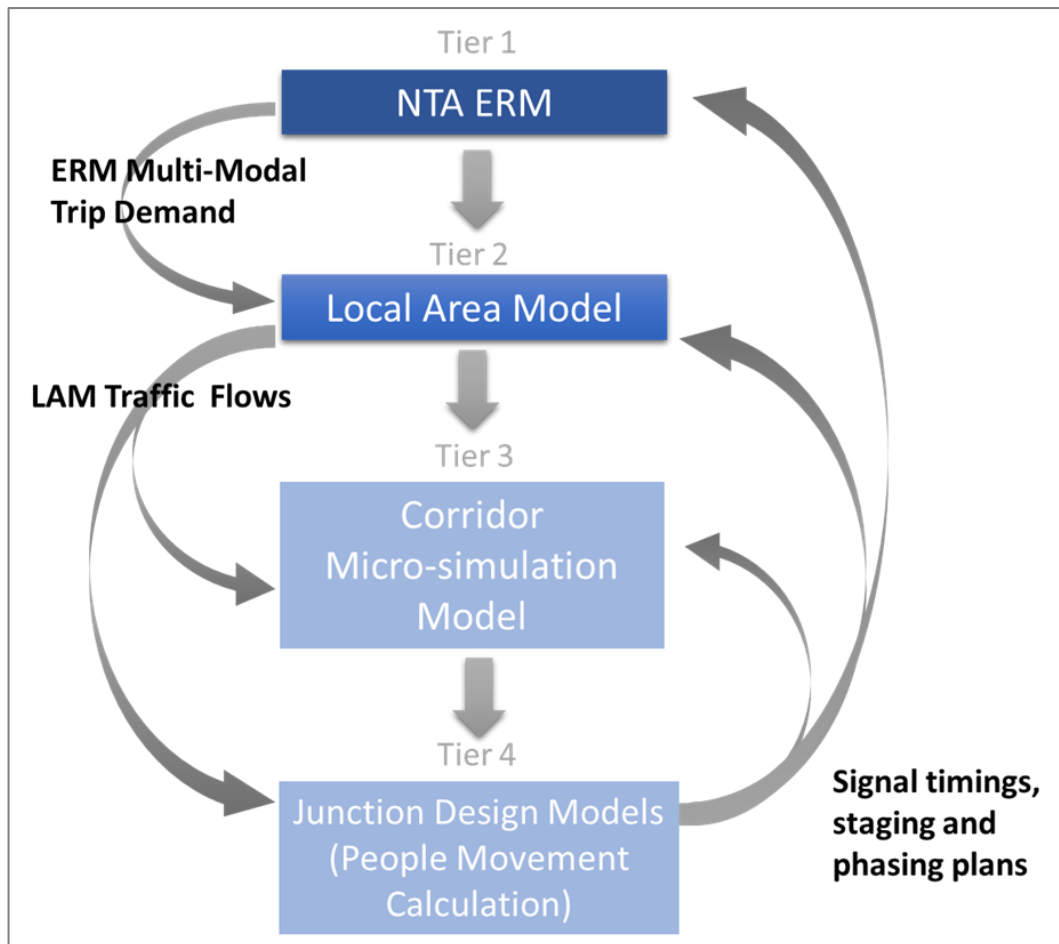 Tier 1
NTA ERM
ERM Multi-Modal
Trip Demand
Tier 2
Local Area Model
LAM Traffic  Flows
Tier 3
Corridor
Micro-simulation
Model
Tier 4
Junction Design Models
(People Movement
Calculation)
Signal timings,
staging and
phasing plans